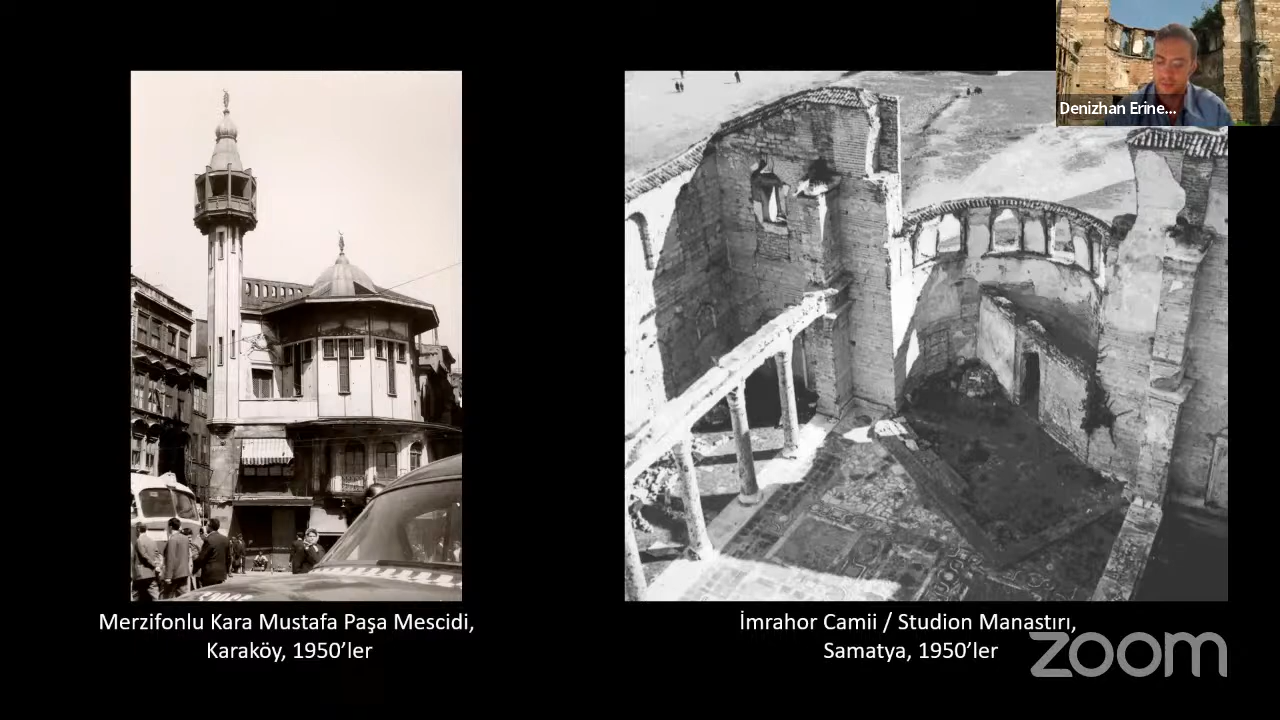 Denizhan Erine...
Merzifonlu Kara Mustafa Paşa Mescidi,
Karaköy, 1950’ler
İmrahor Camii / Studion Manastırı,
Samatya, 1950’ler
zoom